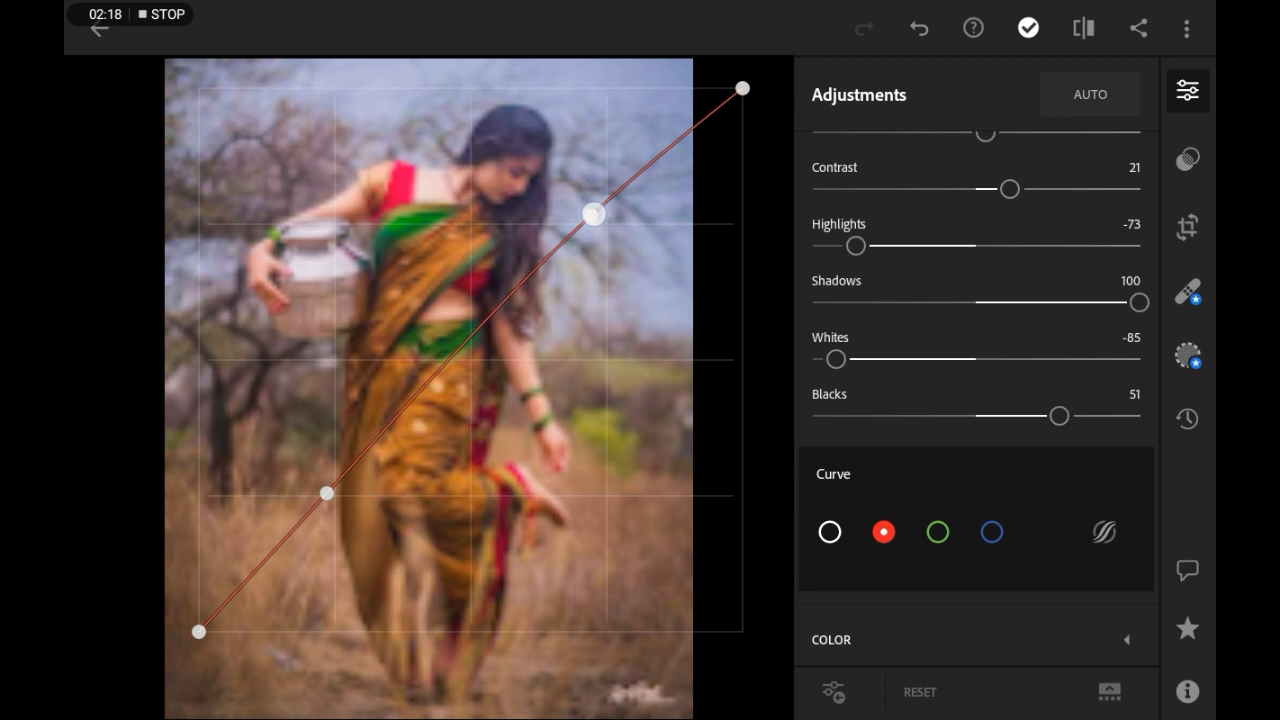 02:18 STOP
Adjustments
AUTO
Contrast 21
Highlights -73
Shadows 100
Whites -85
Blacks 51
Curve
COLOR
RESET